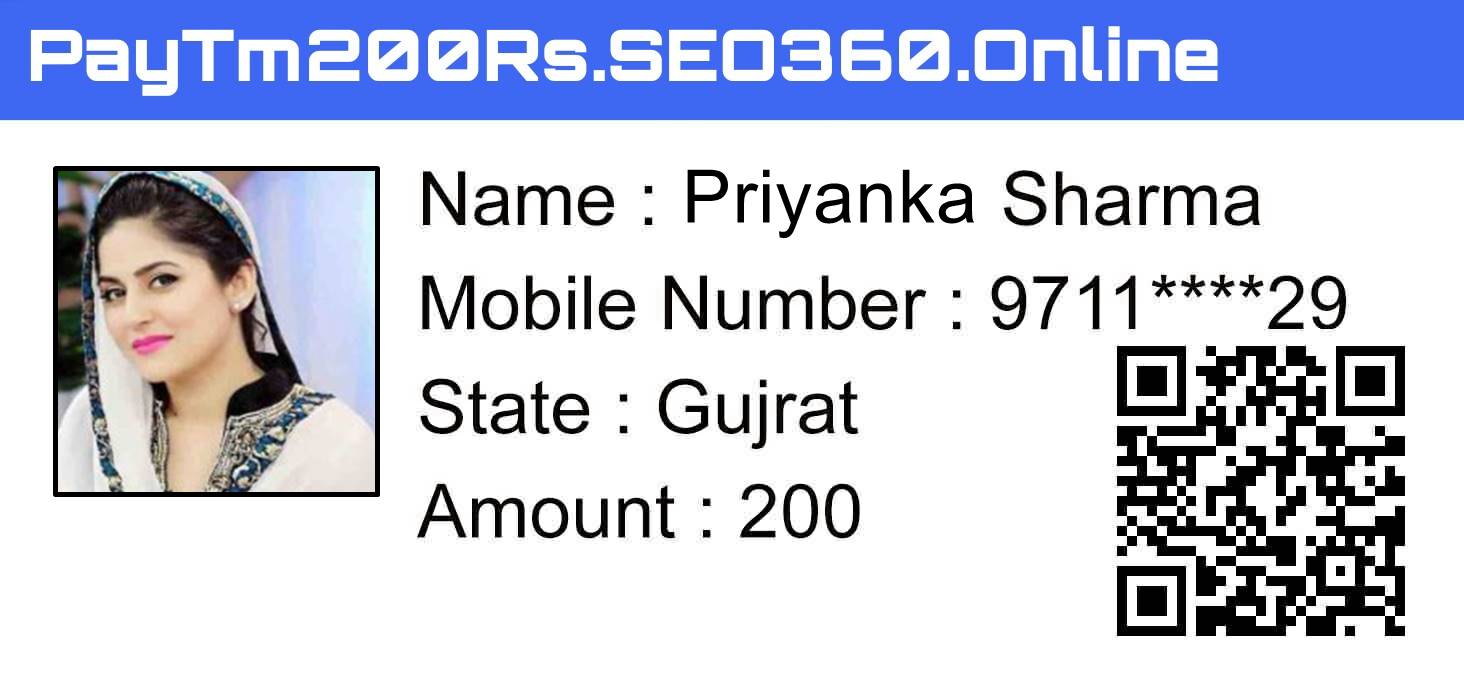 PayTm200Rs.SEO360.Online
Name : Priyanka Sharma
Mobile Number : 9711****29
State : Gujrat
Amount : 200